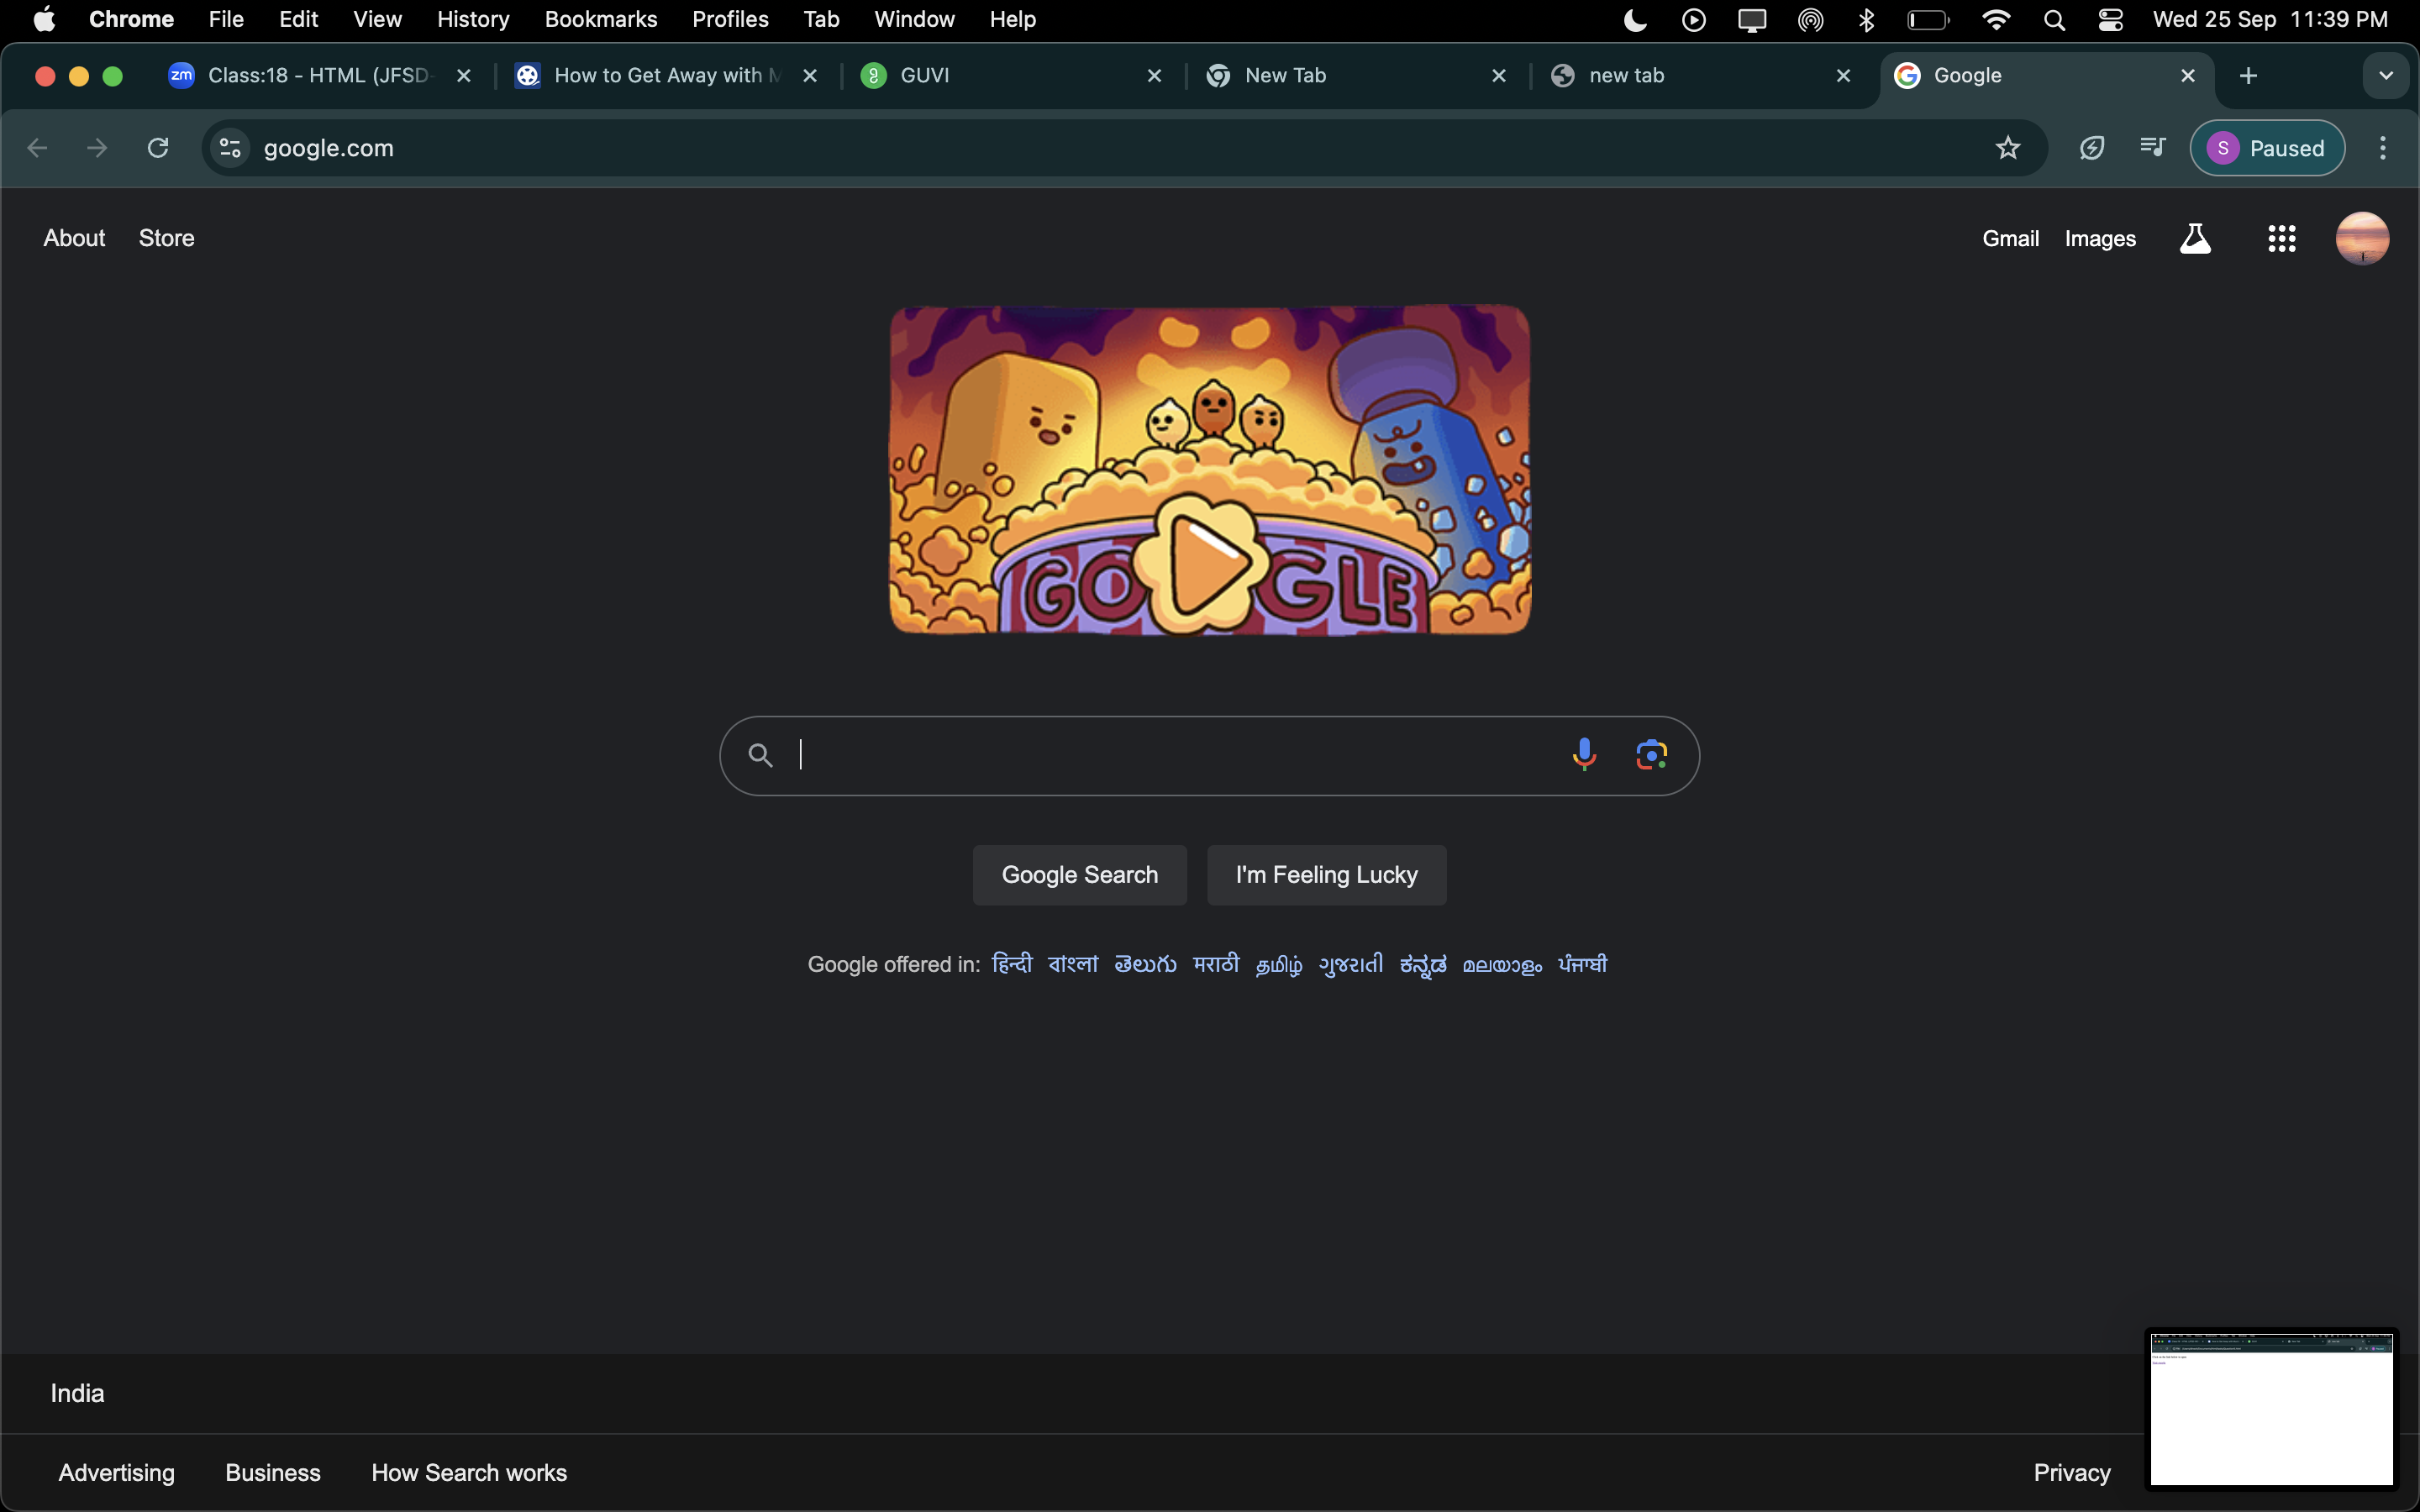 Chrome File Edit View History Bookmarks Profiles Tab Window Help Wed 25 Sep 11:39 PM
zm Class:18 - HTML (JFSD- How to Get Away with M GUVI New Tab new tab Google
google.com S Paused
About Store Gmail Images
GOOGLE
Google Search I'm Feeling Lucky
Google offered in: हिन्दी বাংলা తెలుగు मराठी தமிழ் ગુજરાતી ಕನ್ನಡ മലയാളം ਪੰਜਾਬੀ
India
Advertising Business How Search works Privacy